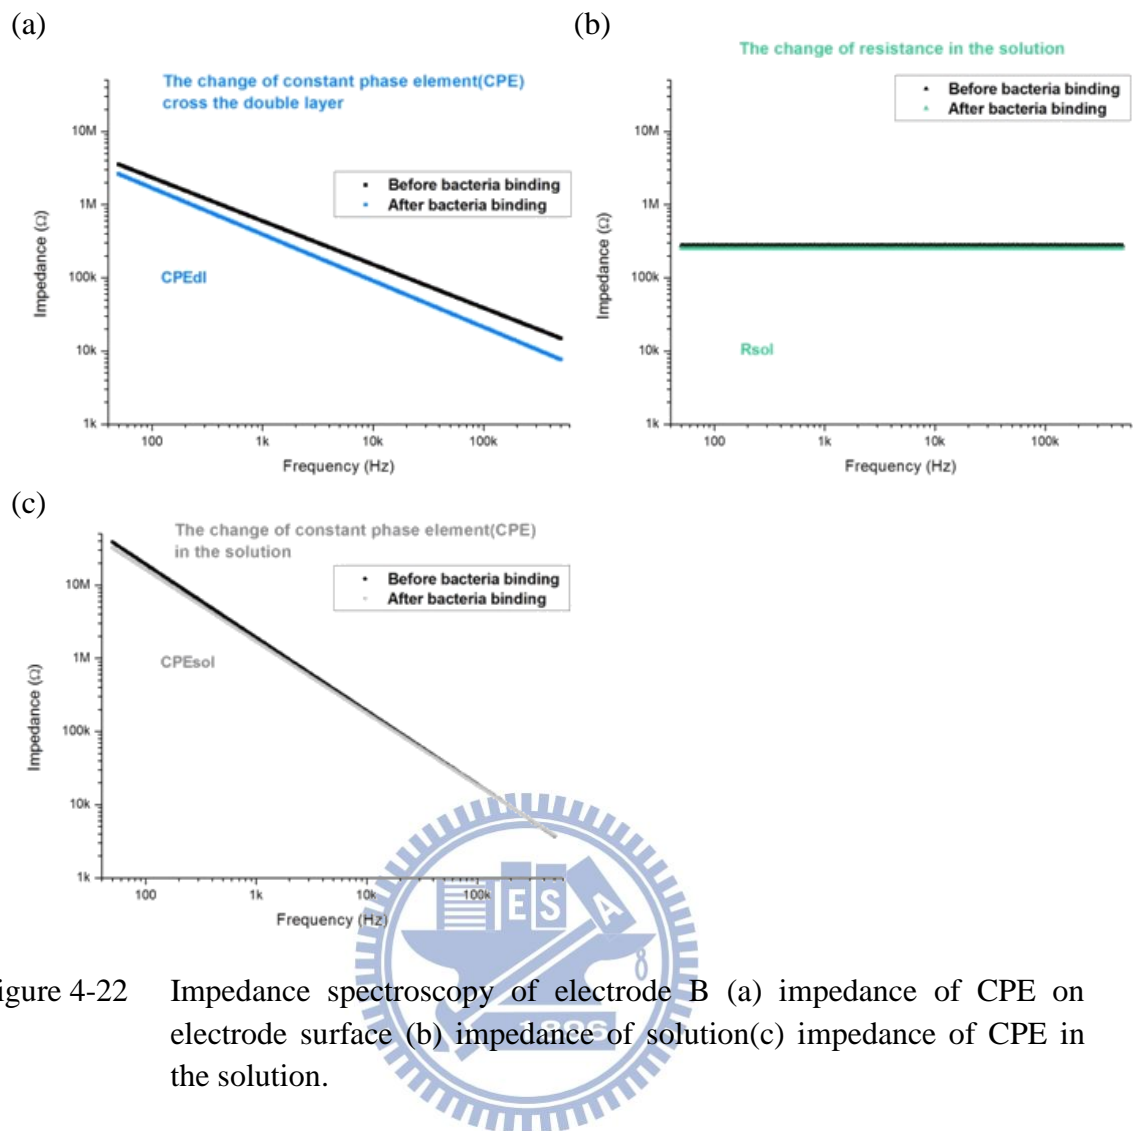 (a)
The change of constant phase element(CPE)
cross the double layer
Before bacteria binding
After bacteria binding
CPEdl
10M
1M
100k
10k
1k
Impedance (Ω)
100
1k
10k
100k
Frequency (Hz)
(b)
The change of resistance in the solution
Before bacteria binding
After bacteria binding
Rsol
10M
1M
100k
10k
1k
Impedance (Ω)
100
1k
10k
100k
Frequency (Hz)
(c)
The change of constant phase element(CPE)
in the solution
Before bacteria binding
After bacteria binding
CPEsol
10M
1M
100k
10k
1k
Impedance (Ω)
100
1k
10k
100k
Frequency (Hz)
E S A
1896
igure 4-22 Impedance spectroscopy of electrode B (a) impedance of CPE on
electrode surface (b) impedance of solution(c) impedance of CPE in
the solution.